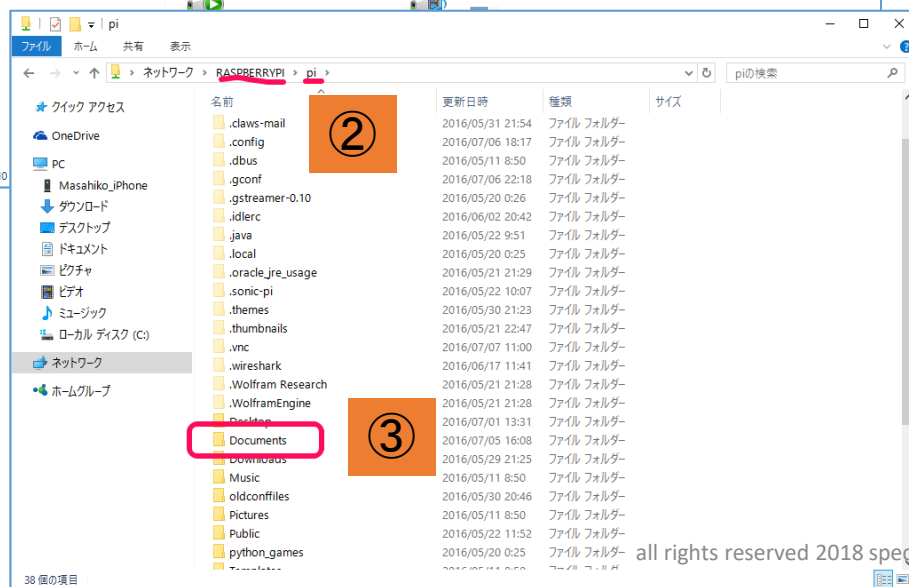 pi
ファイル ホーム 共有 表示
ネットワーク › RASPBERRYPI › pi ›
piの検索
名前 更新日時 種類 サイズ
クイック アクセス
OneDrive
PC
Masahiko_iPhone
ダウンロード
デスクトップ
ドキュメント
ピクチャ
ビデオ
ミュージック
ローカル ディスク (C:)
ネットワーク
ホームグループ
②
.claws-mail 2016/05/31 21:54 ファイル フォルダー
.config 2016/07/06 18:17 ファイル フォルダー
.dbus 2016/05/11 8:50 ファイル フォルダー
.gconf 2016/07/06 22:18 ファイル フォルダー
.gstreamer-0.10 2016/05/20 0:26 ファイル フォルダー
.idlerc 2016/06/02 20:42 ファイル フォルダー
.java 2016/05/22 9:51 ファイル フォルダー
.local 2016/05/20 0:25 ファイル フォルダー
.oracle_jre_usage 2016/05/21 21:29 ファイル フォルダー
.sonic-pi 2016/05/22 10:07 ファイル フォルダー
.themes 2016/05/30 21:23 ファイル フォルダー
.thumbnails 2016/05/21 22:47 ファイル フォルダー
.vnc 2016/07/07 11:00 ファイル フォルダー
.wireshark 2016/06/17 11:41 ファイル フォルダー
.Wolfram Research 2016/05/21 21:28 ファイル フォルダー
.WolframEngine 2016/05/21 21:28 ファイル フォルダー
③
Desktop 2016/07/01 13:31 ファイル フォルダー
Documents 2016/07/05 16:08 ファイル フォルダー
Downloads 2016/05/29 21:25 ファイル フォルダー
Music 2016/05/11 8:50 ファイル フォルダー
oldconffiles 2016/05/30 20:46 ファイル フォルダー
Pictures 2016/05/11 8:50 ファイル フォルダー
Public 2016/05/22 11:52 ファイル フォルダー
python_games 2016/05/20 0:25 ファイル フォルダー
all rights reserved 2018
38 個の項目